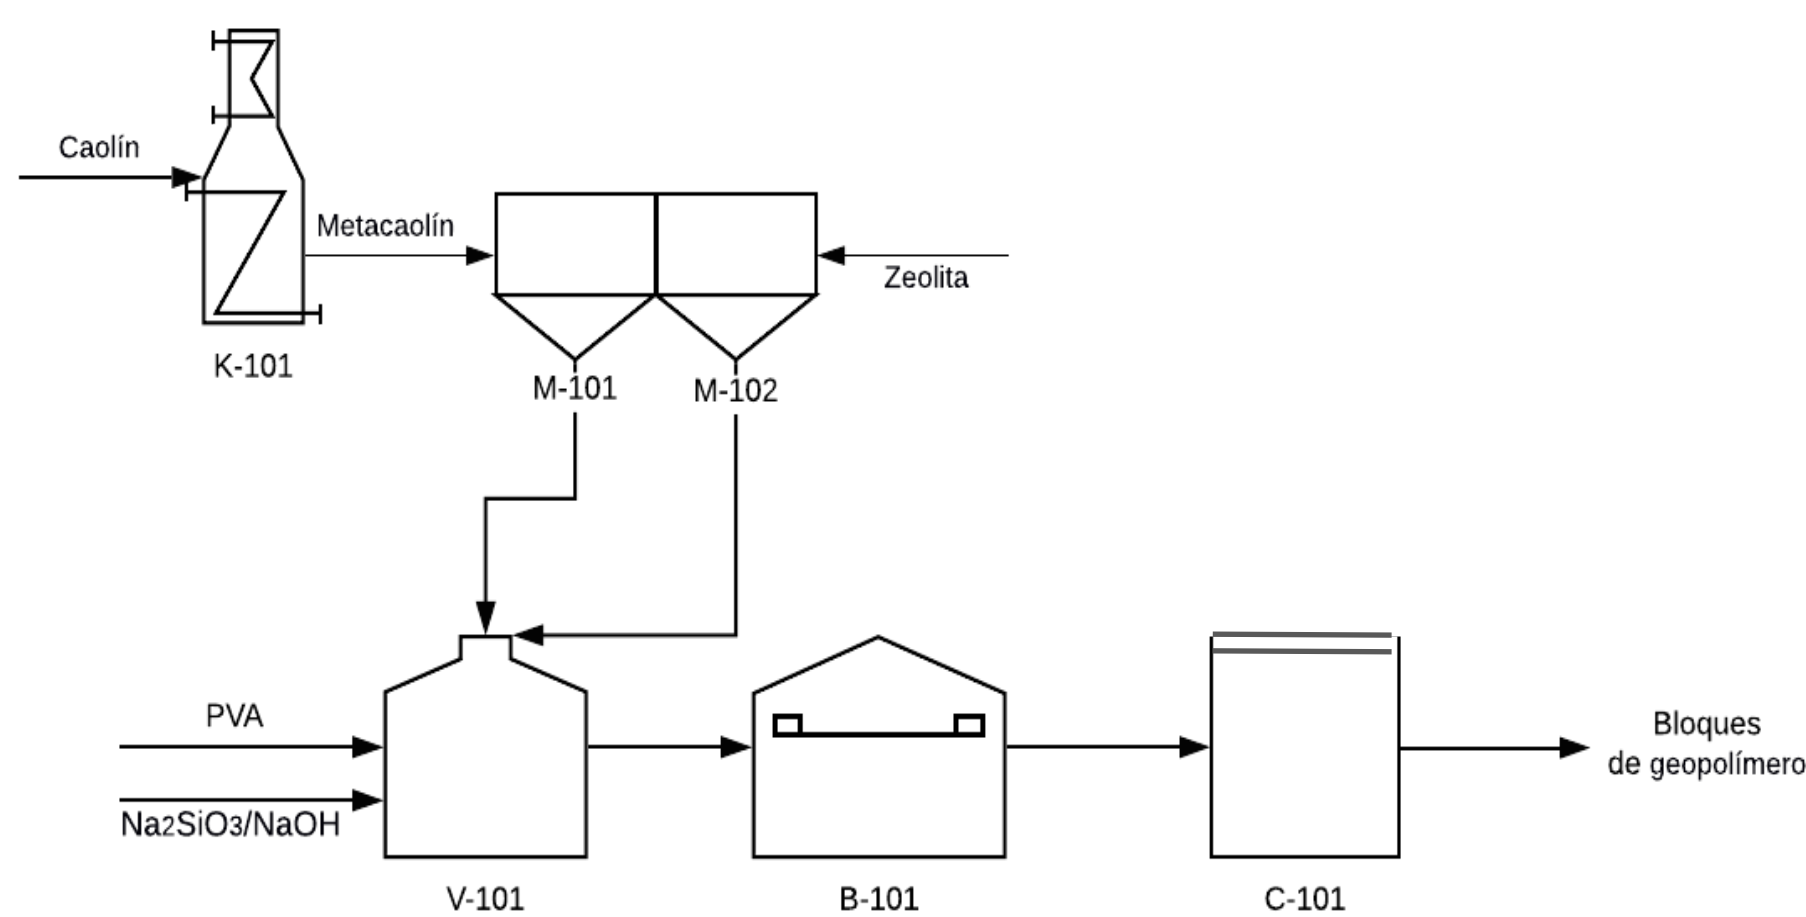 Caolín
Metacaolín
Zeolita
K-101
M-101
M-102
PVA
Na2SiO3/NaOH
Bloques
de geopolímero
V-101
B-101
C-101